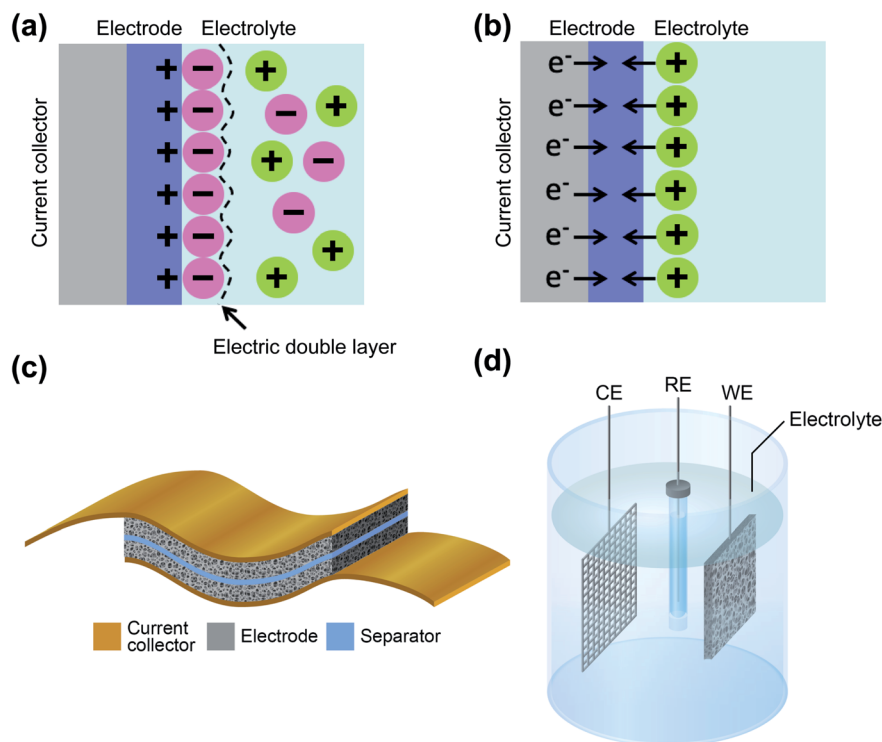 (a)
Electrode Electrolyte
Current collector
+ − +
+ − − +
+ − + −
+ − −
+ − +
+ − +
Electric double layer
(b)
Electrode Electrolyte
Current collector
e⁻ +
e⁻ +
e⁻ +
e⁻ +
e⁻ +
e⁻ +
(c)
Current
collector
Electrode
Separator
(d)
CE
RE
WE
Electrolyte